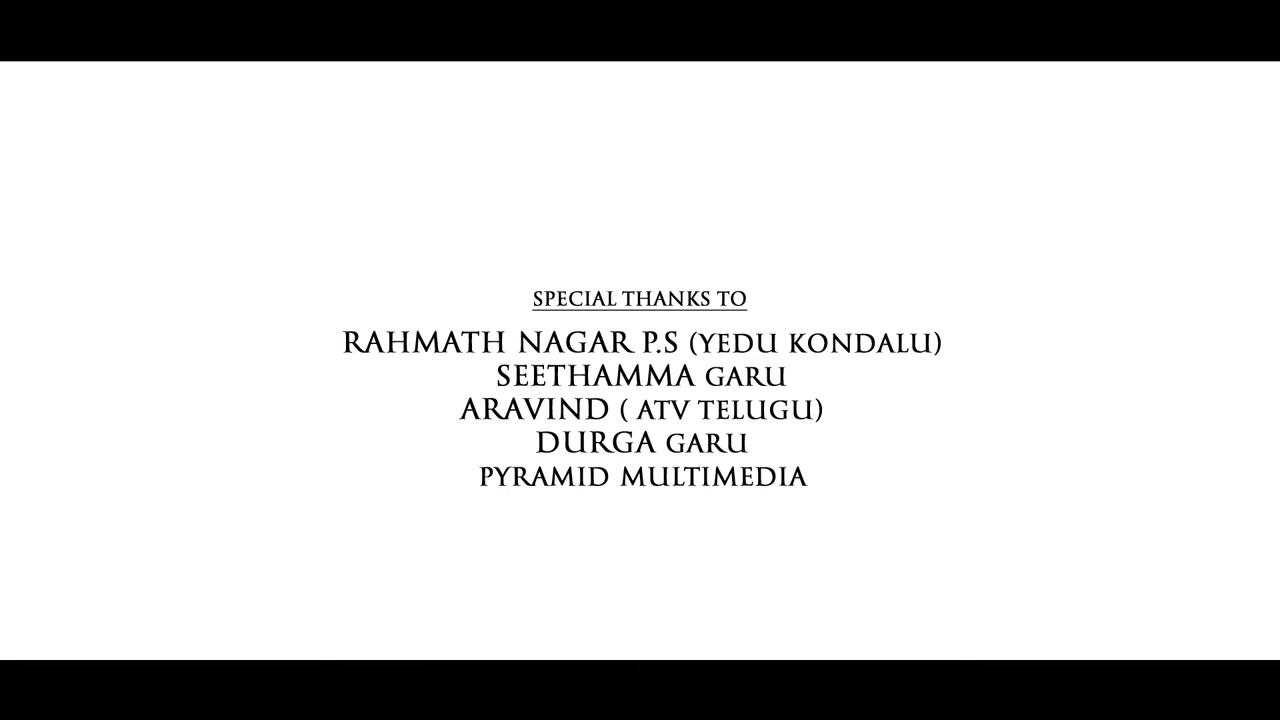 SPECIAL THANKS TO
RAHMATH NAGAR P.S (YEDU KONDALU)
SEETHAMMA GARU
ARAVIND ( ATV TELUGU)
DURGA GARU
PYRAMID MULTIMEDIA